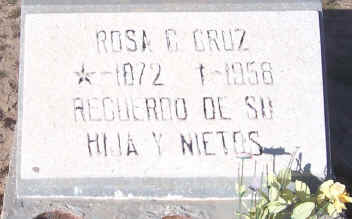 ROSA C. CRUZ
☆-1872 †-1958
RECUERDO DE SU
HIJA Y NIETOS